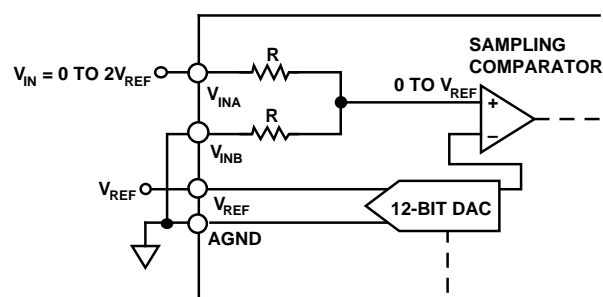 V_IN = 0 TO 2V_REF
R
V_INA
R
V_INB
0 TO V_REF
SAMPLING
COMPARATOR
+
–
V_REF
V_REF
12-BIT DAC
AGND